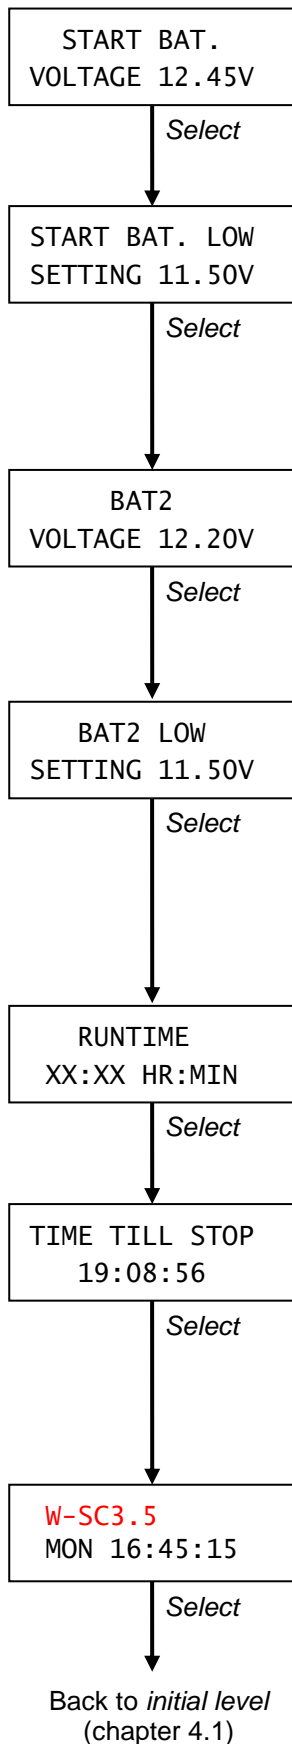 START BAT.
VOLTAGE 12.45V
Select
START BAT. LOW
SETTING 11.50V
Select
BAT2
VOLTAGE 12.20V
Select
BAT2 LOW
SETTING 11.50V
Select
RUNTIME
XX:XX HR:MIN
Select
TIME TILL STOP
19:08:56
Select
W-SC3.5
MON 16:45:15
Select
Back to initial level
(chapter 4.1)